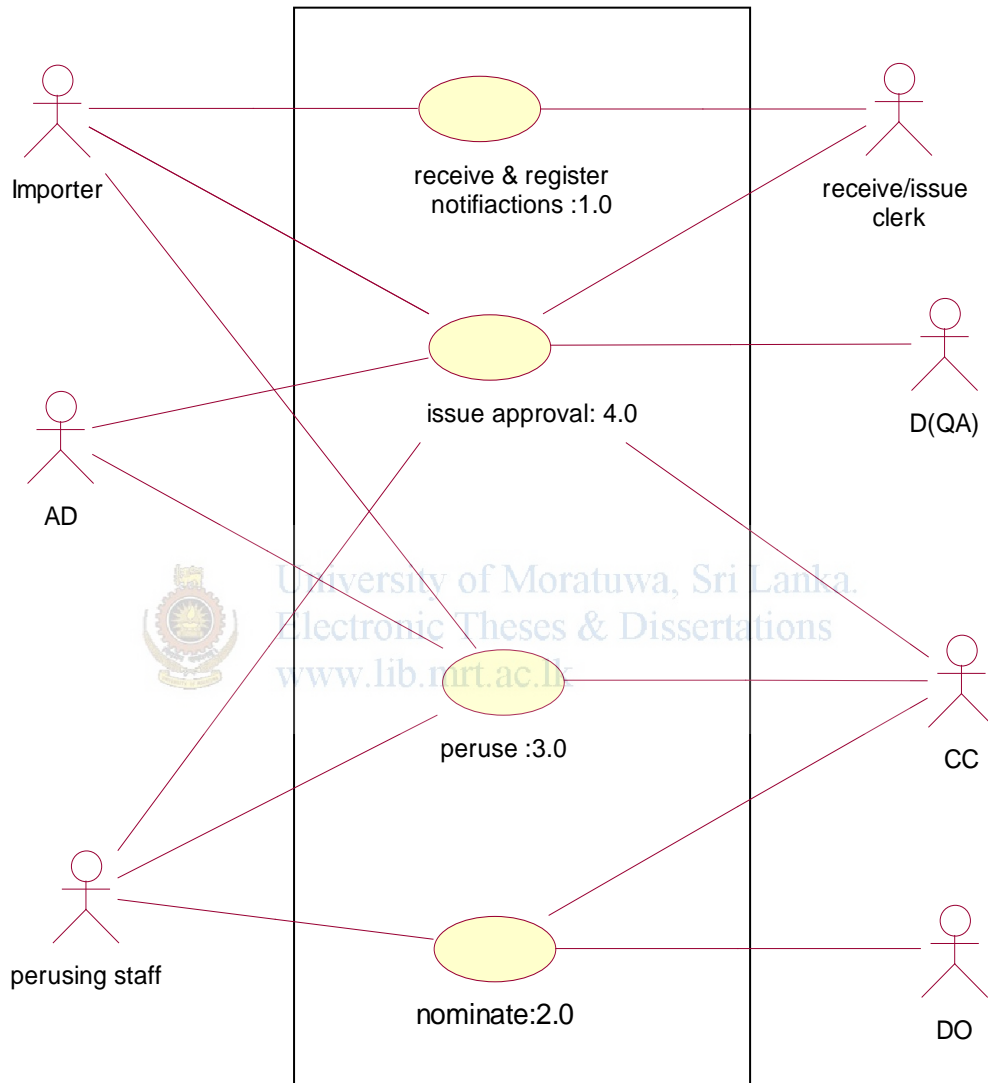 Importer
receive & register
notifiactions :1.0
receive/issue
clerk
issue approval: 4.0
D(QA)
AD
University of Moratuwa, Sri Lanka.
Electronic Theses & Dissertations
www.lib.mrt.ac.lk
peruse :3.0
CC
perusing staff
nominate:2.0
DO